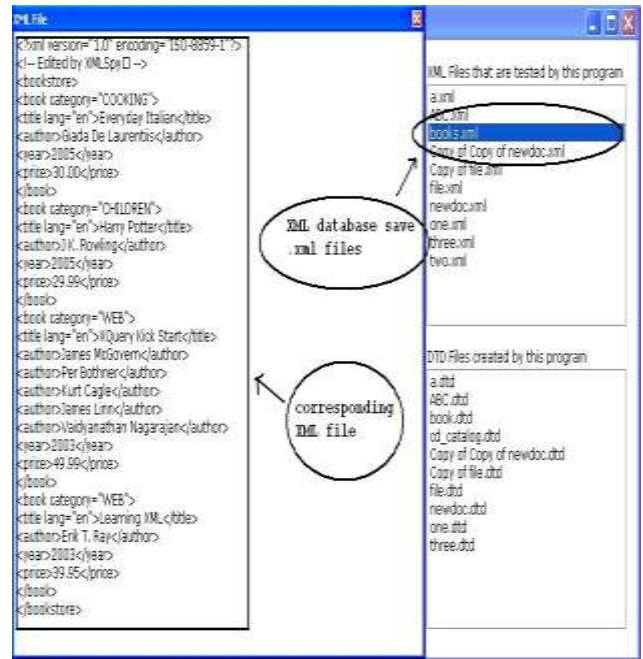 XML File
<?xml version="1.0" encoding="ISO-8859-1"?>
<!-- Edited by XMLSpy□ -->
<bookstore>
<book category="COOKING">
<title lang="en">Everyday Italian</title>
<author>Giada De Laurentiis</author>
<year>2005</year>
<price>30.00</price>
</book>
<book category="CHILDREN">
<title lang="en">Harry Potter</title>
<author>J K. Rowling</author>
<year>2005</year>
<price>29.99</price>
</book>
<book category="WEB">
<title lang="en">XQuery Kick Start</title>
<author>James McGovern</author>
<author>Per Bothner</author>
<author>Kurt Cagle</author>
<author>James Linn</author>
<author>Vaidyanathan Nagarajan</author>
<year>2003</year>
<price>49.99</price>
</book>
<book category="WEB">
<title lang="en">Learning XML</title>
<author>Erik T. Ray</author>
<year>2003</year>
<price>39.95</price>
</book>
</bookstore>
XML database save
.xml files
corresponding
XML file
XML Files that are tested by this program
a.xml
ABC.xml
books.xml
Copy of Copy of newdoc.xml
Copy of file.xml
file.xml
newdoc.xml
one.xml
three.xml
two.xml
DTD Files created by this program
a.dtd
ABC.dtd
book.dtd
cd_catalog.dtd
Copy of Copy of newdoc.dtd
Copy of file.dtd
file.dtd
newdoc.dtd
one.dtd
three.dtd